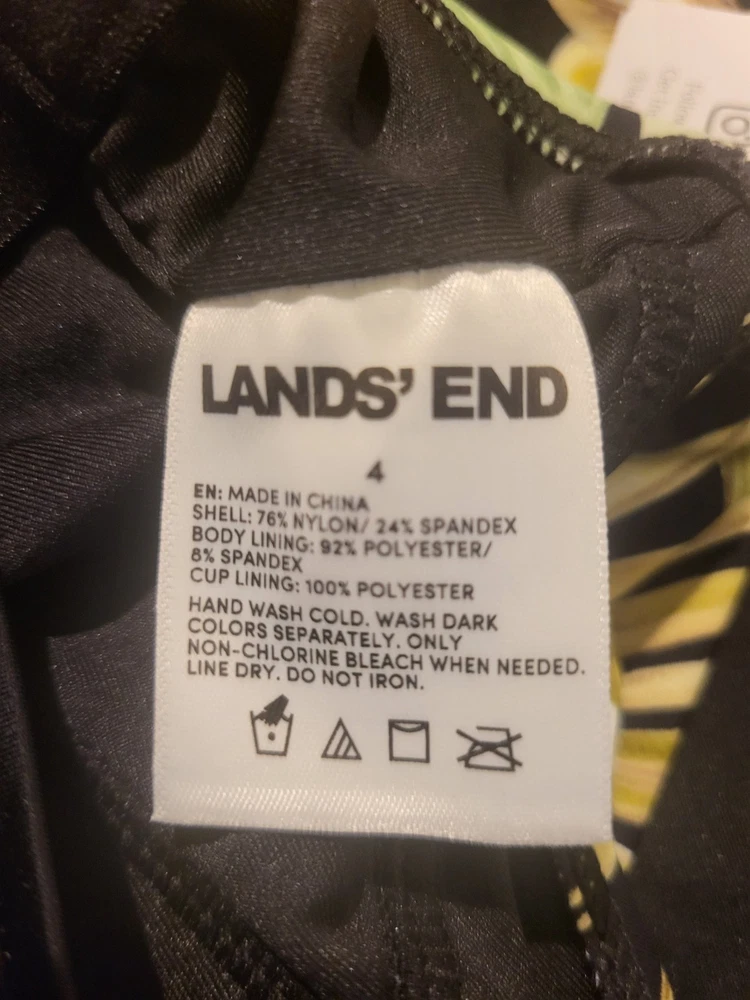 LANDS' END
4
EN: MADE IN CHINA
SHELL: 76% NYLON/ 24% SPANDEX
BODY LINING: 92% POLYESTER/
8% SPANDEX
CUP LINING: 100% POLYESTER
HAND WASH COLD. WASH DARK
COLORS SEPARATELY. ONLY
NON-CHLORINE BLEACH WHEN NEEDED.
LINE DRY. DO NOT IRON.